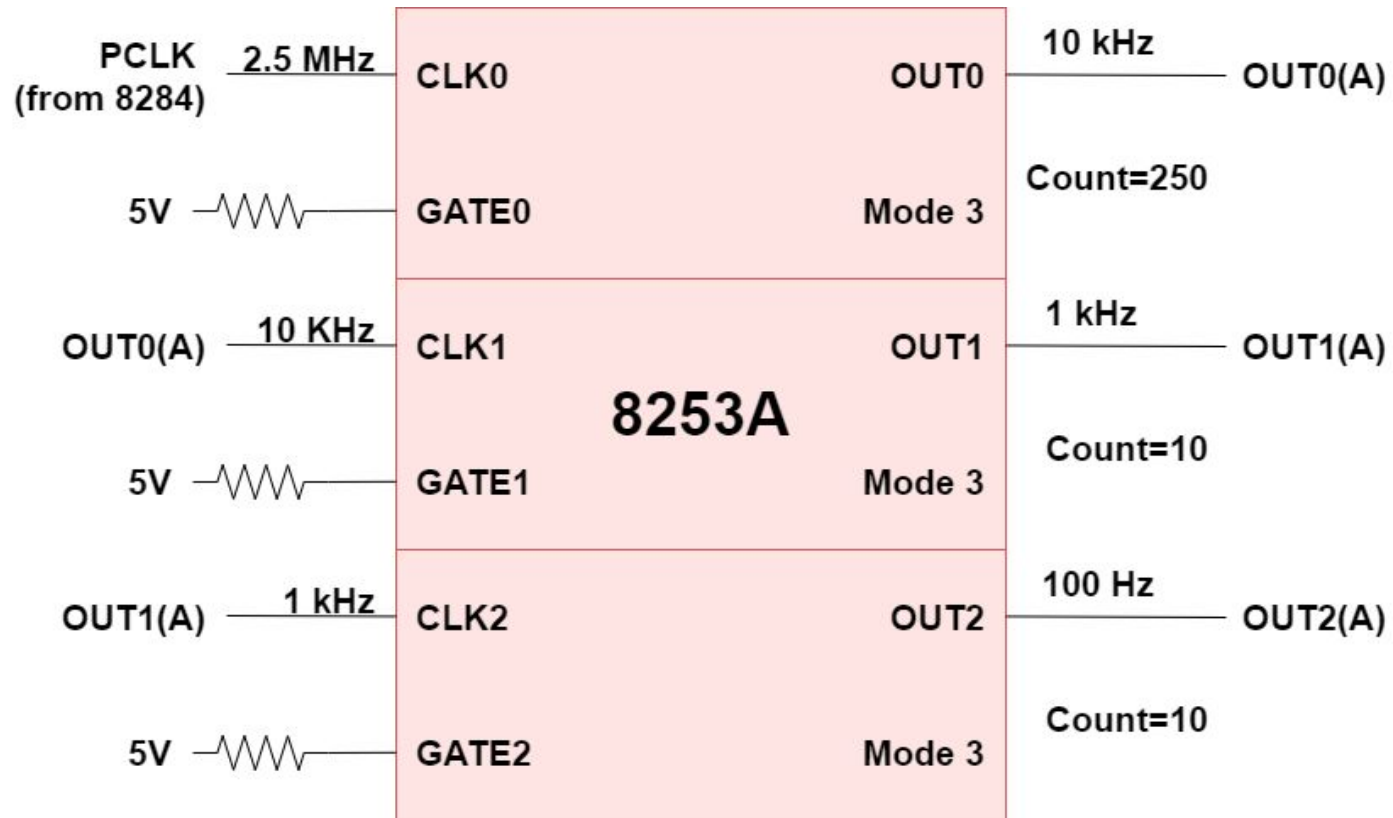 PCLK
(from 8284)
2.5 MHz
CLK0
OUT0
10 kHz
OUT0(A)
Count=250
5V
GATE0
Mode 3
OUT0(A)
10 KHz
CLK1
OUT1
1 kHz
OUT1(A)
8253A
Count=10
5V
GATE1
Mode 3
OUT1(A)
1 kHz
CLK2
OUT2
100 Hz
OUT2(A)
Count=10
5V
GATE2
Mode 3